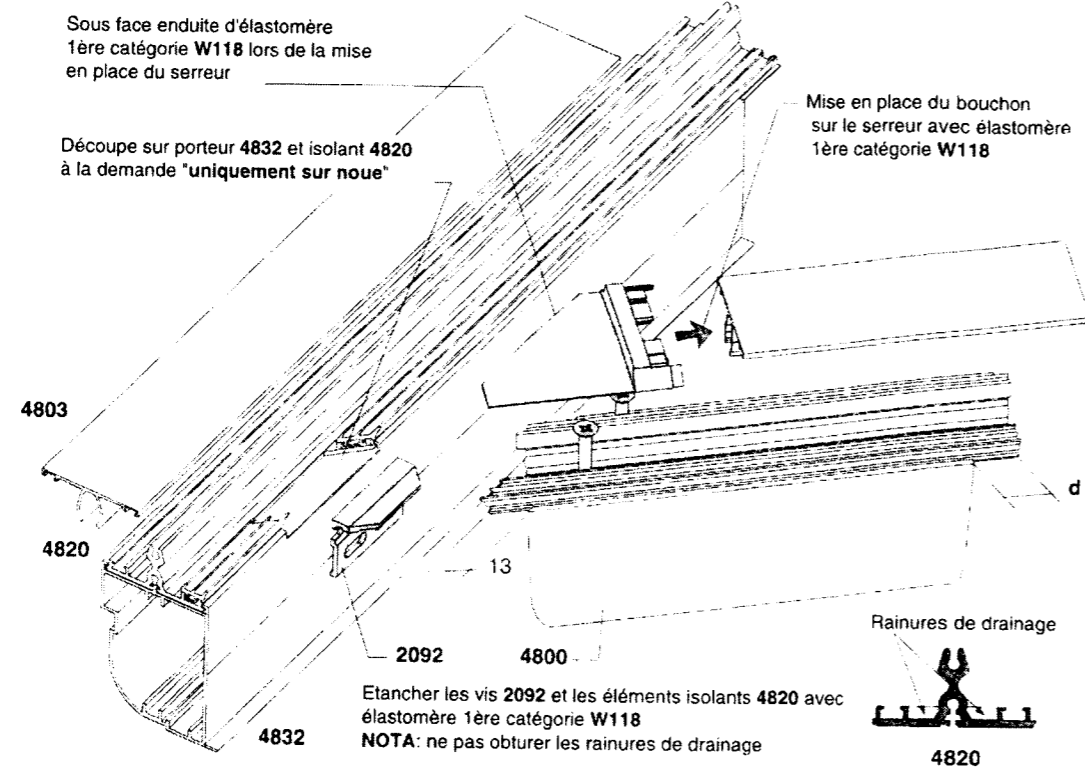 Sous face enduite d'élastomère
1ère catégorie W118 lors de la mise
en place du serreur
Mise en place du bouchon
sur le serreur avec élastomère
1ère catégorie W118
Découpe sur porteur 4832 et isolant 4820
à la demande "uniquement sur noue"
4803
4820
d
13
2092
4800
Rainures de drainage
Etancher les vis 2092 et les éléments isolants 4820 avec
élastomère 1ère catégorie W118
NOTA: ne pas obturer les rainures de drainage
4832
4820